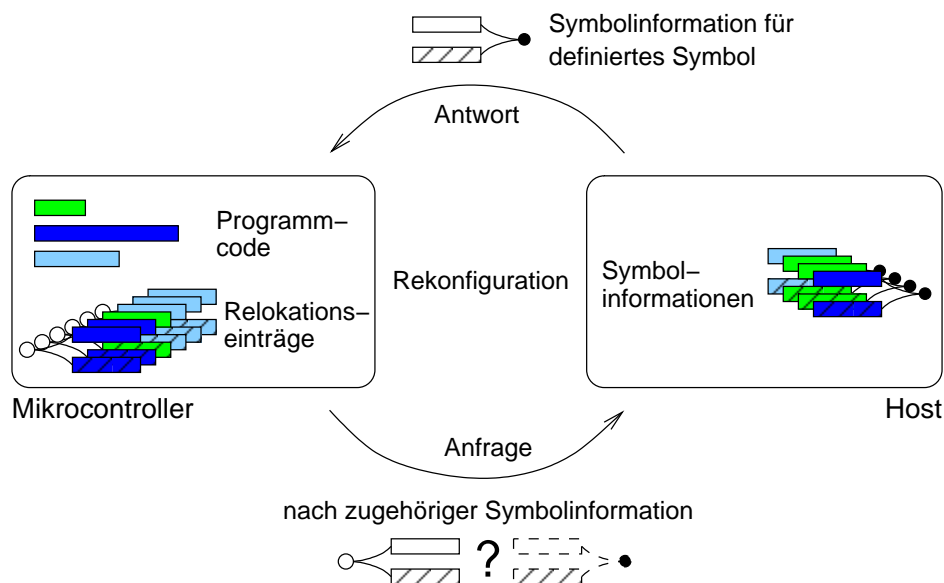 Symbolinformation für
definiertes Symbol
Antwort
Programm−
code
Relokations−
einträge
Rekonfiguration
Symbol−
informationen
Mikrocontroller
Host
Anfrage
nach zugehöriger Symbolinformation
?